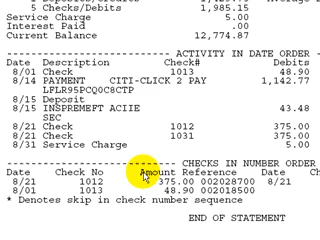 5 Checks/Debits 1,985.15
Service Charge 5.00
Interest Paid .00
Current Balance 12,774.87
- - - - - - - - - - - - - - - ACTIVITY IN DATE ORDER -
Date Description Check# Debits
8/01 Check 1013 48.90
8/14 PAYMENT CITI-CLICK 2 PAY 1,142.77
LFLR95PCQ0C8CTP
8/15 Deposit
8/15 INSPREMEFT ACIIE 43.48
SEC
8/21 Check 1012 375.00
8/21 Check 1031 375.00
8/31 Service Charge 5.00
- - - - - - - - - - - - - - - CHECKS IN NUMBER ORDER
Date Check No Amount Reference Date Ch
8/21 1012 375.00 002028700 8/21
8/01 1013 48.90 002018500
* Denotes skip in check number sequence
END OF STATEMENT